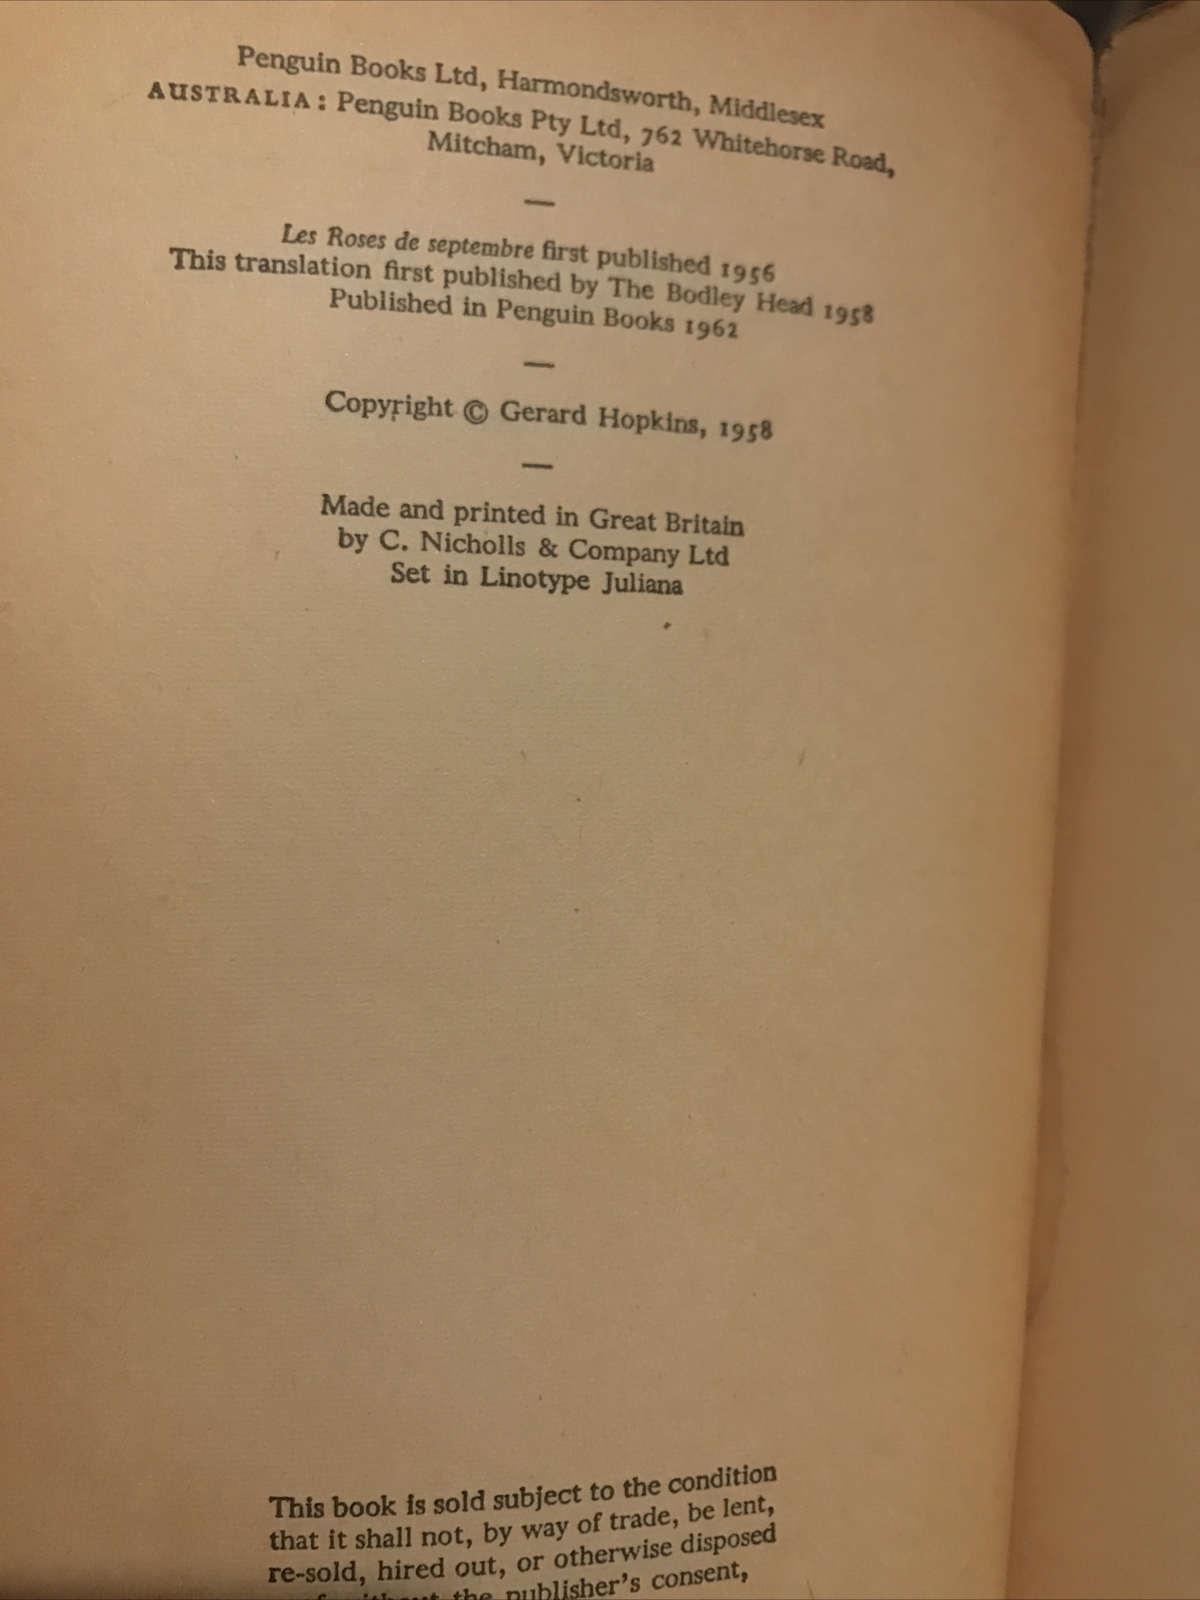 Penguin Books Ltd, Harmondsworth, Middlesex
AUSTRALIA: Penguin Books Pty Ltd, 762 Whitehorse Road,
Mitcham, Victoria
—
Les Roses de septembre first published 1956
This translation first published by The Bodley Head 1958
Published in Penguin Books 1962
—
Copyright © Gerard Hopkins, 1958
—
Made and printed in Great Britain
by C. Nicholls & Company Ltd
Set in Linotype Juliana
This book is sold subject to the condition
that it shall not, by way of trade, be lent,
re-sold, hired out, or otherwise disposed
the publisher's consent,